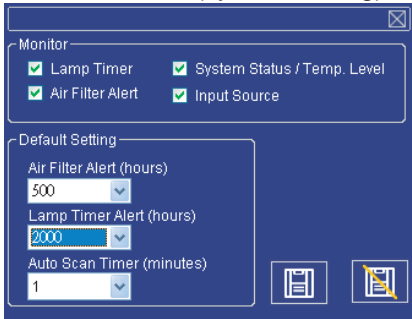 Monitor
Lamp Timer System Status / Temp. Level
Air Filter Alert Input Source
Default Setting
Air Filter Alert (hours)
500
Lamp Timer Alert (hours)
2000
Auto Scan Timer (minutes)
1